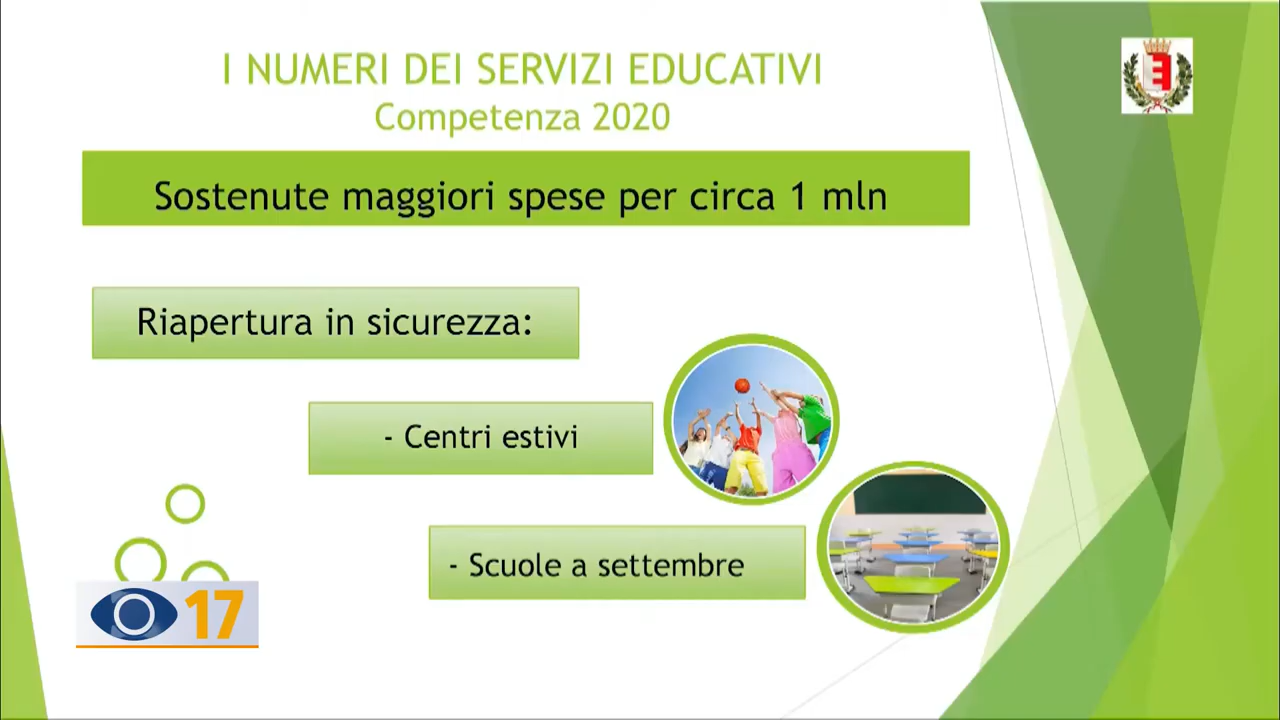 I NUMERI DEI SERVIZI EDUCATIVI
Competenza 2020
Sostenute maggiori spese per circa 1 mln
Riapertura in sicurezza:
- Centri estivi
- Scuole a settembre
17